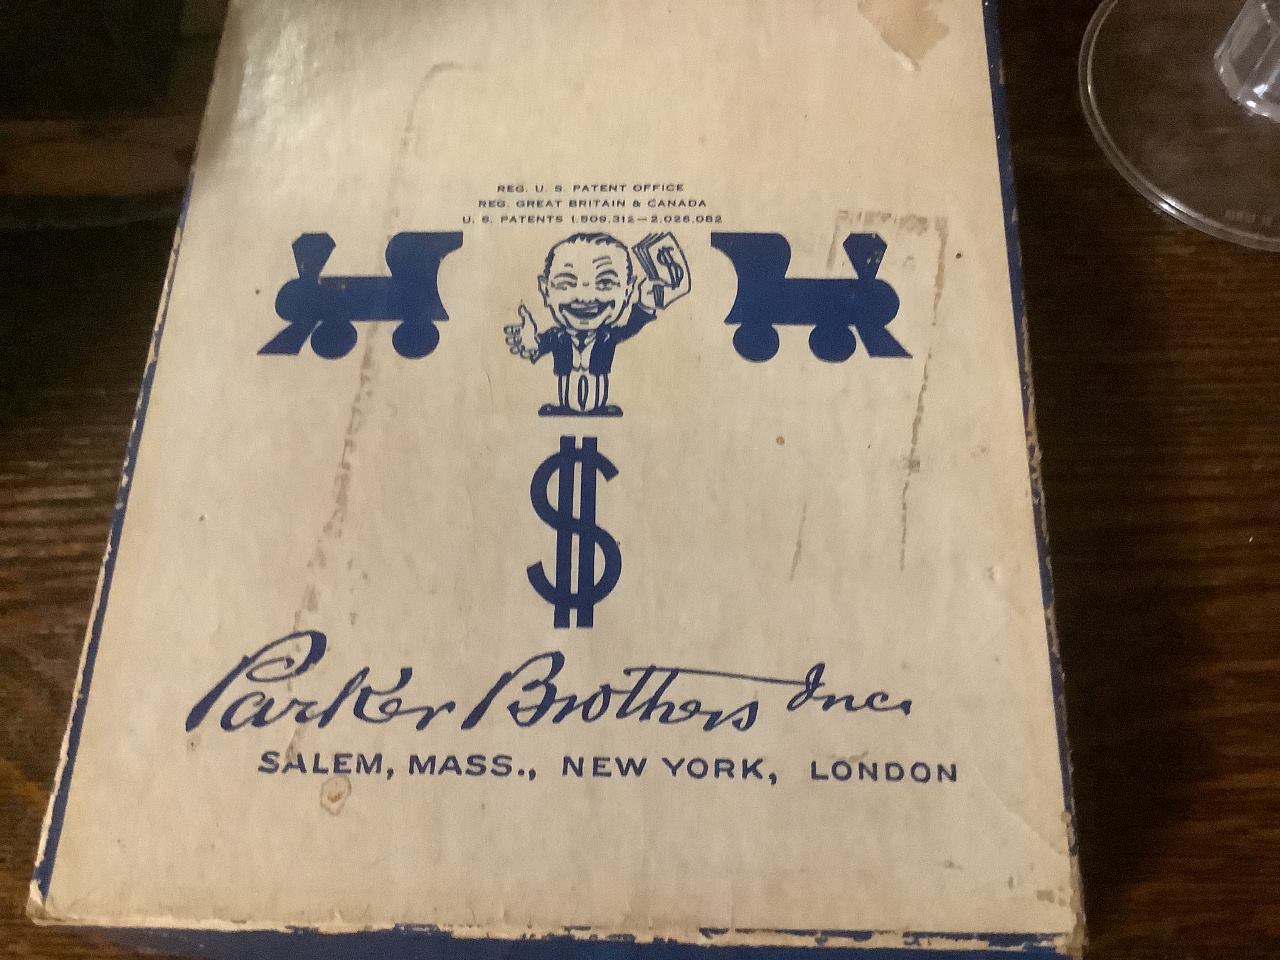 REG. U. S. PATENT OFFICE
REG. GREAT BRITAIN & CANADA
U. S. PATENTS 1.509,312—2.026.082
$
$
Parker Brothers Inc.
SALEM, MASS., NEW YORK, LONDON